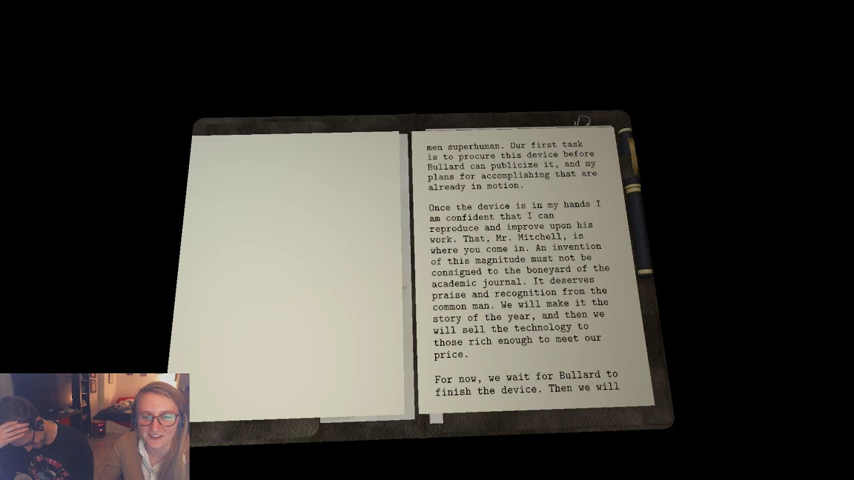 men superhuman. Our first task
is to procure this device before
Bullard can publicize it, and my
plans for accomplishing that are
already in motion.
Once the device is in my hands I
am confident that I can
reproduce and improve upon his
work. That, Mr. Mitchell, is
where you come in. An invention
of this magnitude must not be
consigned to the boneyard of the
academic journal. It deserves
praise and recognition from the
common man. We will make it the
story of the year, and then we
will sell the technology to
those rich enough to meet our
price.
For now, we wait for Bullard to
finish the device. Then we will